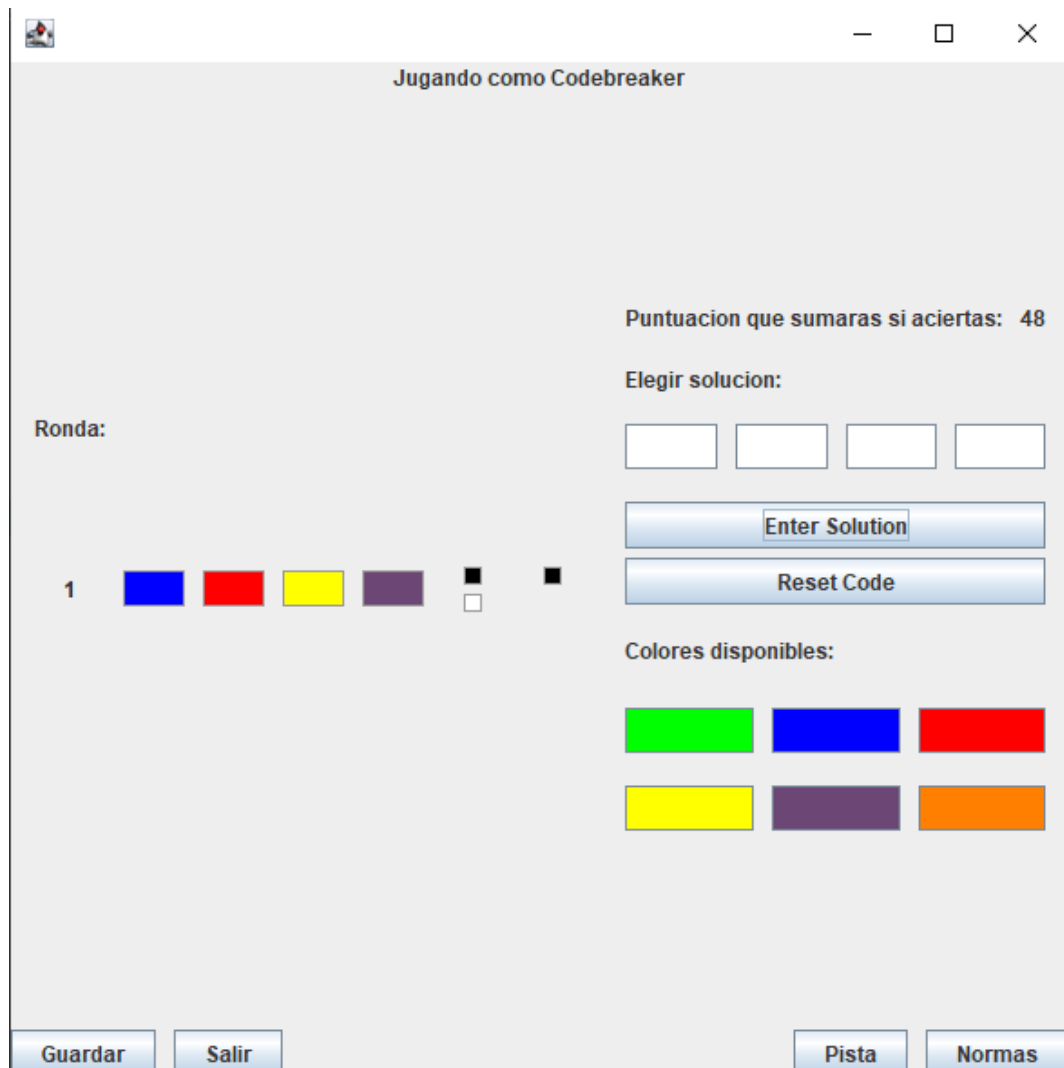 Jugando como Codebreaker
Puntuacion que sumaras si aciertas: 48
Elegir solucion:
Ronda:
Enter Solution
1
Reset Code
Colores disponibles:
Guardar Salir Pista Normas